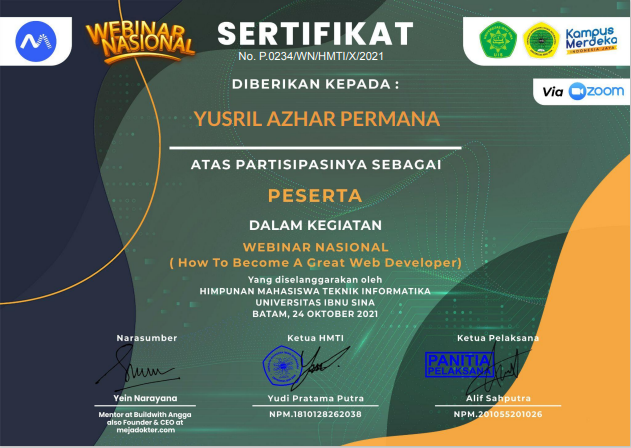 WEBINAR
NASIONAL
SERTIFIKAT
No. P.0234/WN/HMTI/X/2021
Kampus
Merdeka
INDONESIA JAYA
Via zoom
DIBERIKAN KEPADA :
YUSRIL AZHAR PERMANA
ATAS PARTISIPASINYA SEBAGAI
PESERTA
DALAM KEGIATAN
WEBINAR NASIONAL
( How To Become A Great Web Developer)
Yang diselanggarakan oleh
HIMPUNAN MAHASISWA TEKNIK INFORMATIKA
UNIVERSITAS IBNU SINA
BATAM, 24 OKTOBER 2021
Narasumber
Yein Narayana
Mentor at Buildwith Angga
also Founder & CEO at
mejadokter.com
Ketua HMTI
Yudi Pratama Putra
NPM.1810128262038
Ketua Pelaksana
PANITIA
PELAKSANA
Alif Sahputra
NPM.201055201026